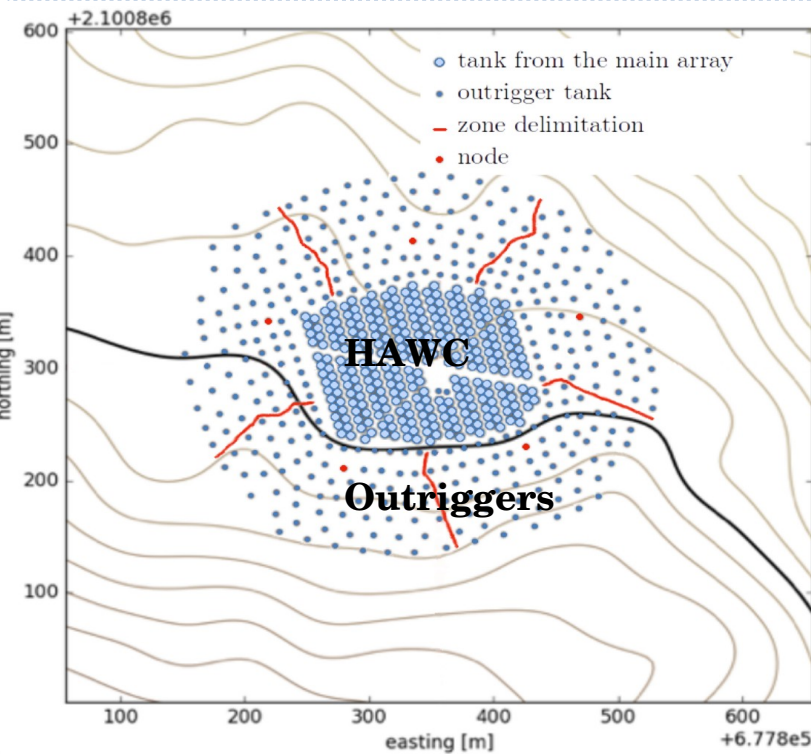 +2.1008e6
600
tank from the main array
outrigger tank
zone delimitation
node
500
400
300
200
100
HAWC
Outriggers
northing [m]
100 200 300 400 500 600
+6.778e5
easting [m]